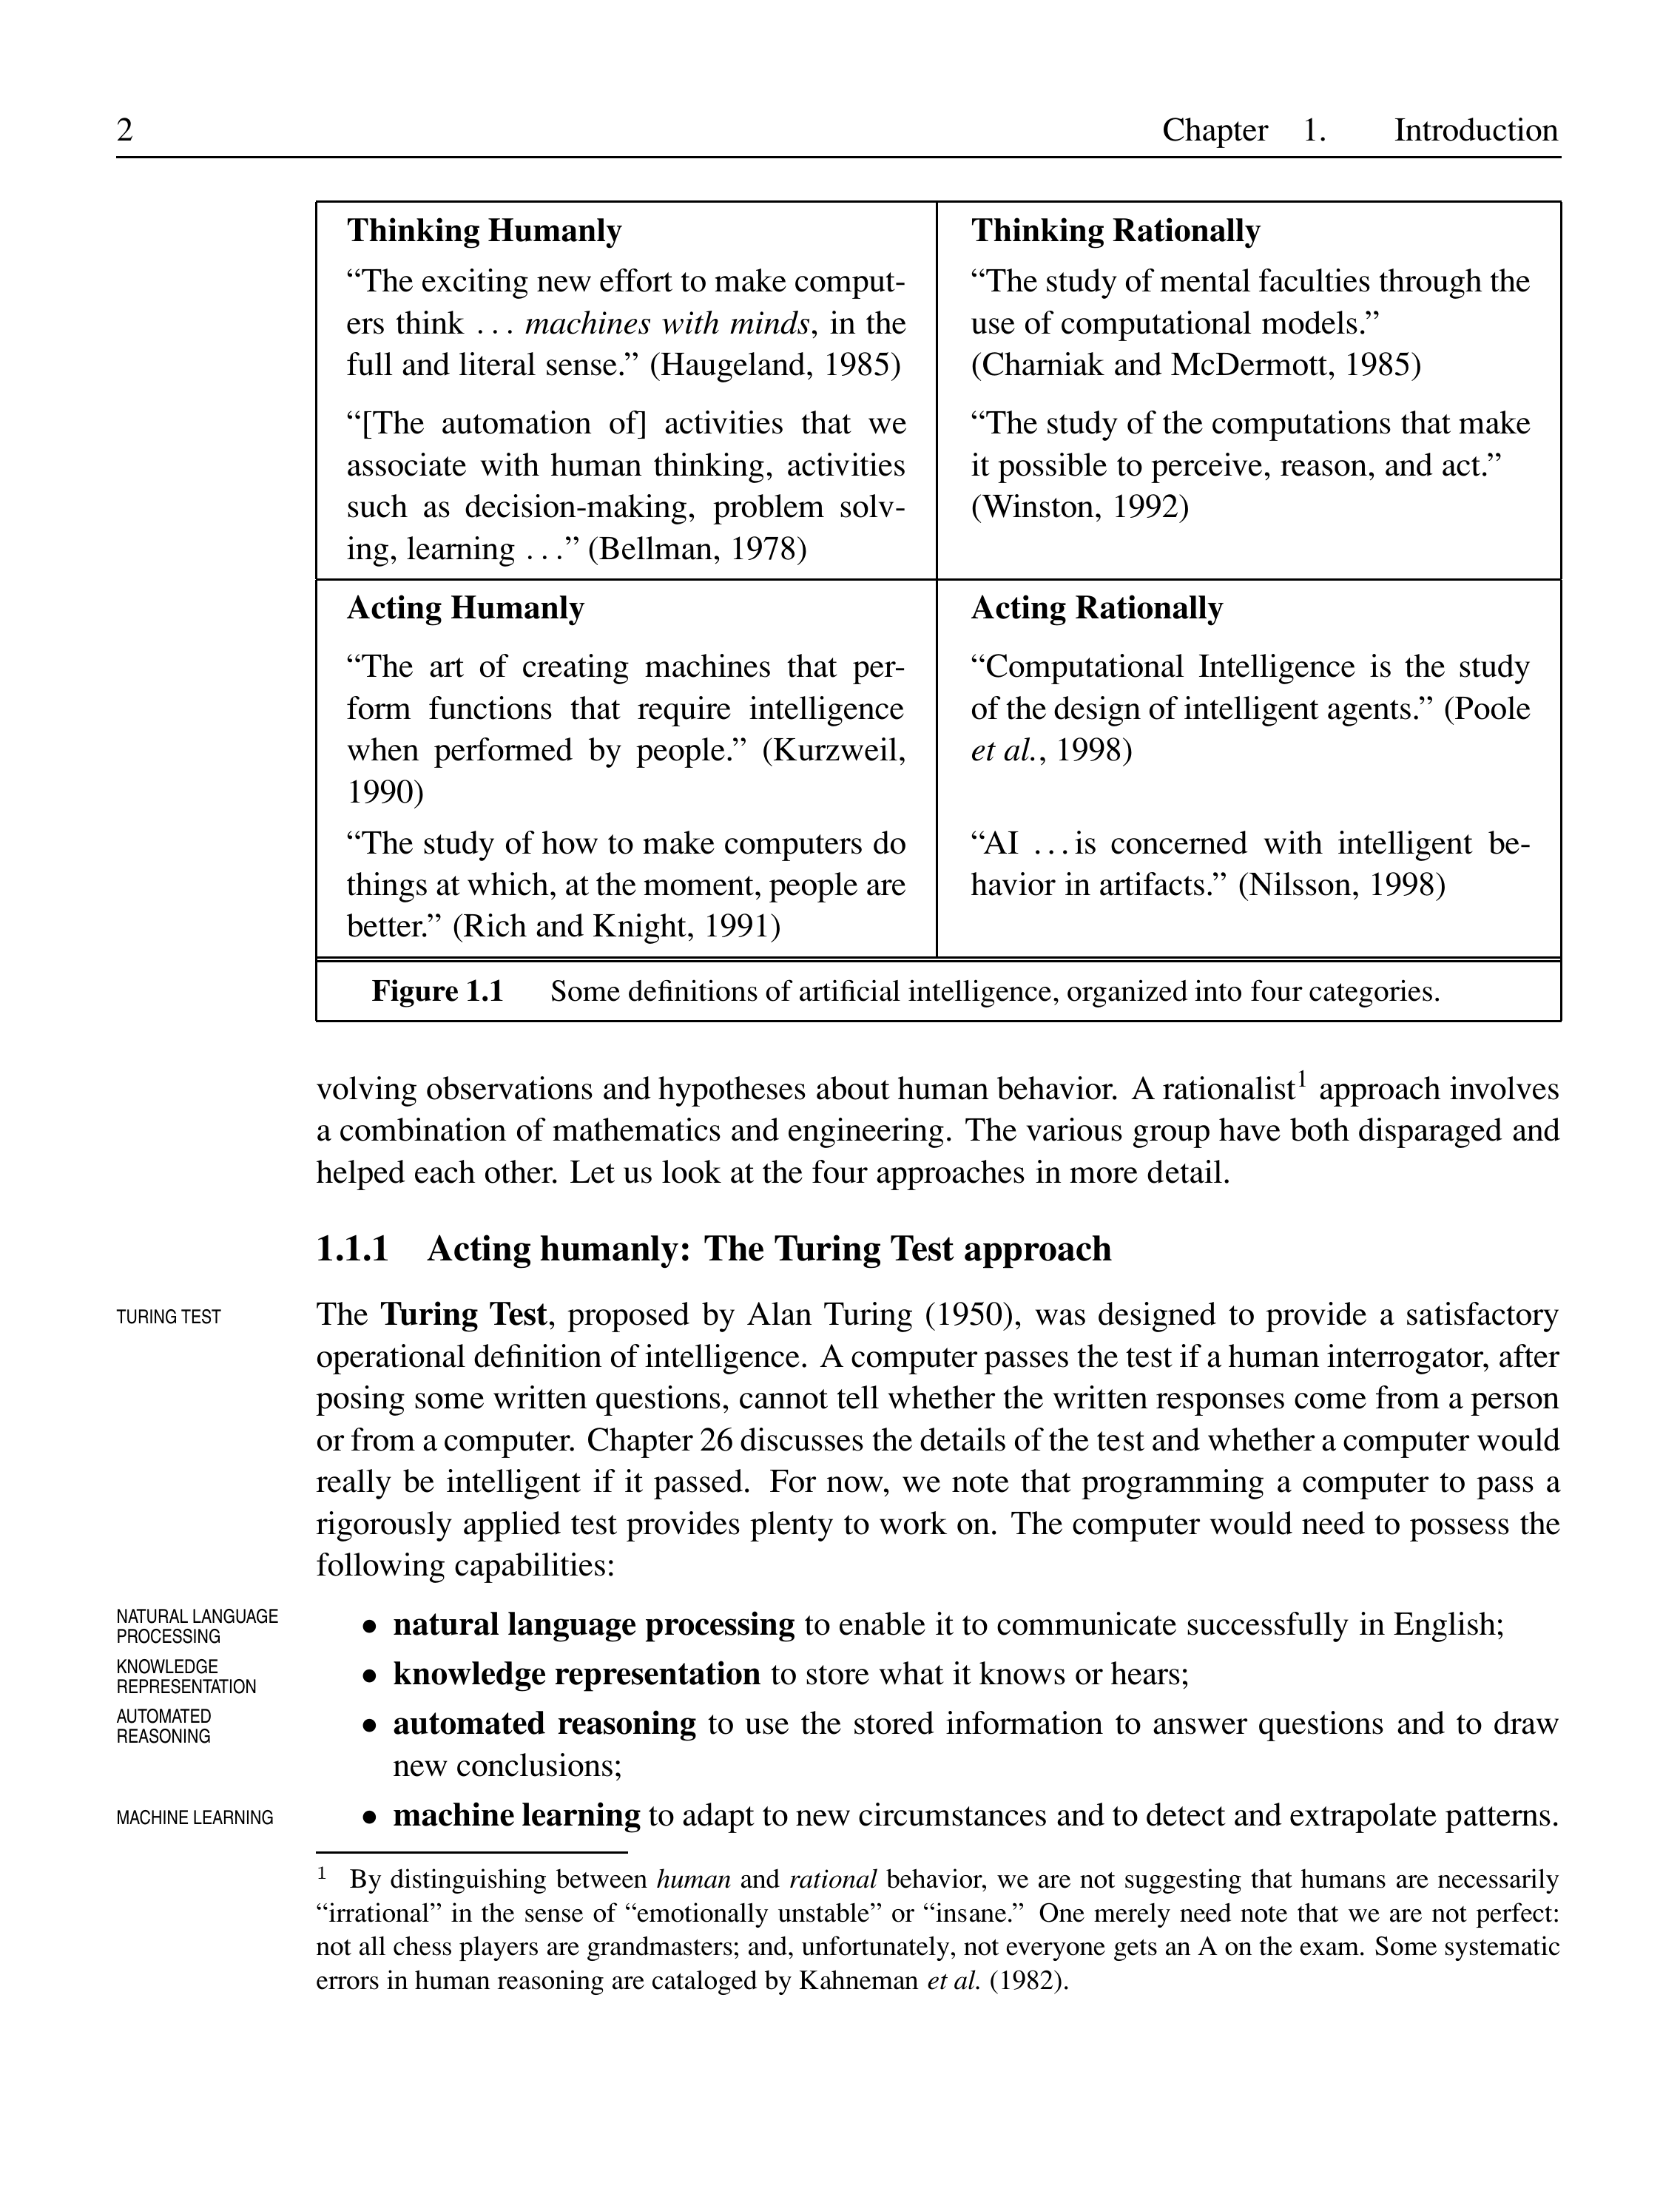 2 Chapter 1. Introduction
Thinking Humanly
“The exciting new effort to make comput-
ers think . . . machines with minds, in the
full and literal sense.” (Haugeland, 1985)
“[The automation of] activities that we
associate with human thinking, activities
such as decision-making, problem solv-
ing, learning . . .” (Bellman, 1978)
Thinking Rationally
“The study of mental faculties through the
use of computational models.”
(Charniak and McDermott, 1985)
“The study of the computations that make
it possible to perceive, reason, and act.”
(Winston, 1992)
Acting Humanly
“The art of creating machines that per-
form functions that require intelligence
when performed by people.” (Kurzweil,
1990)
“The study of how to make computers do
things at which, at the moment, people are
better.” (Rich and Knight, 1991)
Acting Rationally
“Computational Intelligence is the study
of the design of intelligent agents.” (Poole
et al., 1998)
“AI . . . is concerned with intelligent be-
havior in artifacts.” (Nilsson, 1998)
Figure 1.1 Some definitions of artificial intelligence, organized into four categories.
volving observations and hypotheses about human behavior. A rationalist1 approach involves
a combination of mathematics and engineering. The various group have both disparaged and
helped each other. Let us look at the four approaches in more detail.
1.1.1 Acting humanly: The Turing Test approach
TURING TEST
The Turing Test, proposed by Alan Turing (1950), was designed to provide a satisfactory
operational definition of intelligence. A computer passes the test if a human interrogator, after
posing some written questions, cannot tell whether the written responses come from a person
or from a computer. Chapter 26 discusses the details of the test and whether a computer would
really be intelligent if it passed. For now, we note that programming a computer to pass a
rigorously applied test provides plenty to work on. The computer would need to possess the
following capabilities:
NATURAL LANGUAGE
PROCESSING
• natural language processing to enable it to communicate successfully in English;
KNOWLEDGE
REPRESENTATION
• knowledge representation to store what it knows or hears;
AUTOMATED
REASONING
• automated reasoning to use the stored information to answer questions and to draw
new conclusions;
MACHINE LEARNING
• machine learning to adapt to new circumstances and to detect and extrapolate patterns.
1 By distinguishing between human and rational behavior, we are not suggesting that humans are necessarily
“irrational” in the sense of “emotionally unstable” or “insane.” One merely need note that we are not perfect:
not all chess players are grandmasters; and, unfortunately, not everyone gets an A on the exam. Some systematic
errors in human reasoning are cataloged by Kahneman et al. (1982).